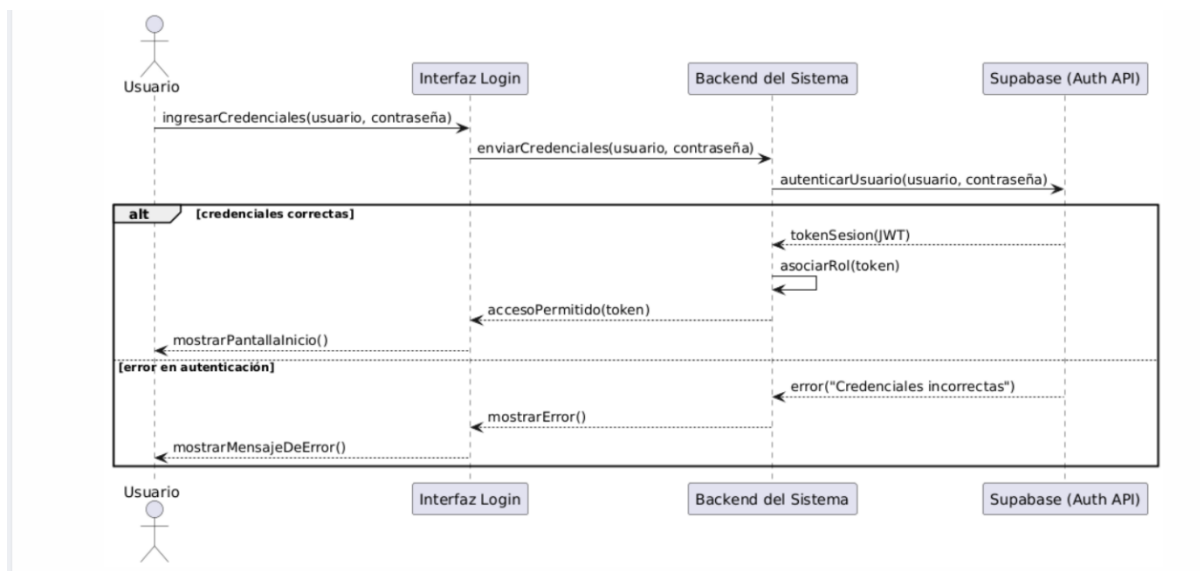 Usuario
Interfaz Login
Backend del Sistema
Supabase (Auth API)
ingresarCredenciales(usuario, contraseña)
enviarCredenciales(usuario, contraseña)
autenticarUsuario(usuario, contraseña)
alt
[credenciales correctas]
tokenSesion(JWT)
asociarRol(token)
accesoPermitido(token)
mostrarPantallaInicio()
[error en autenticación]
error("Credenciales incorrectas")
mostrarError()
mostrarMensajeDeError()
Usuario
Interfaz Login
Backend del Sistema
Supabase (Auth API)